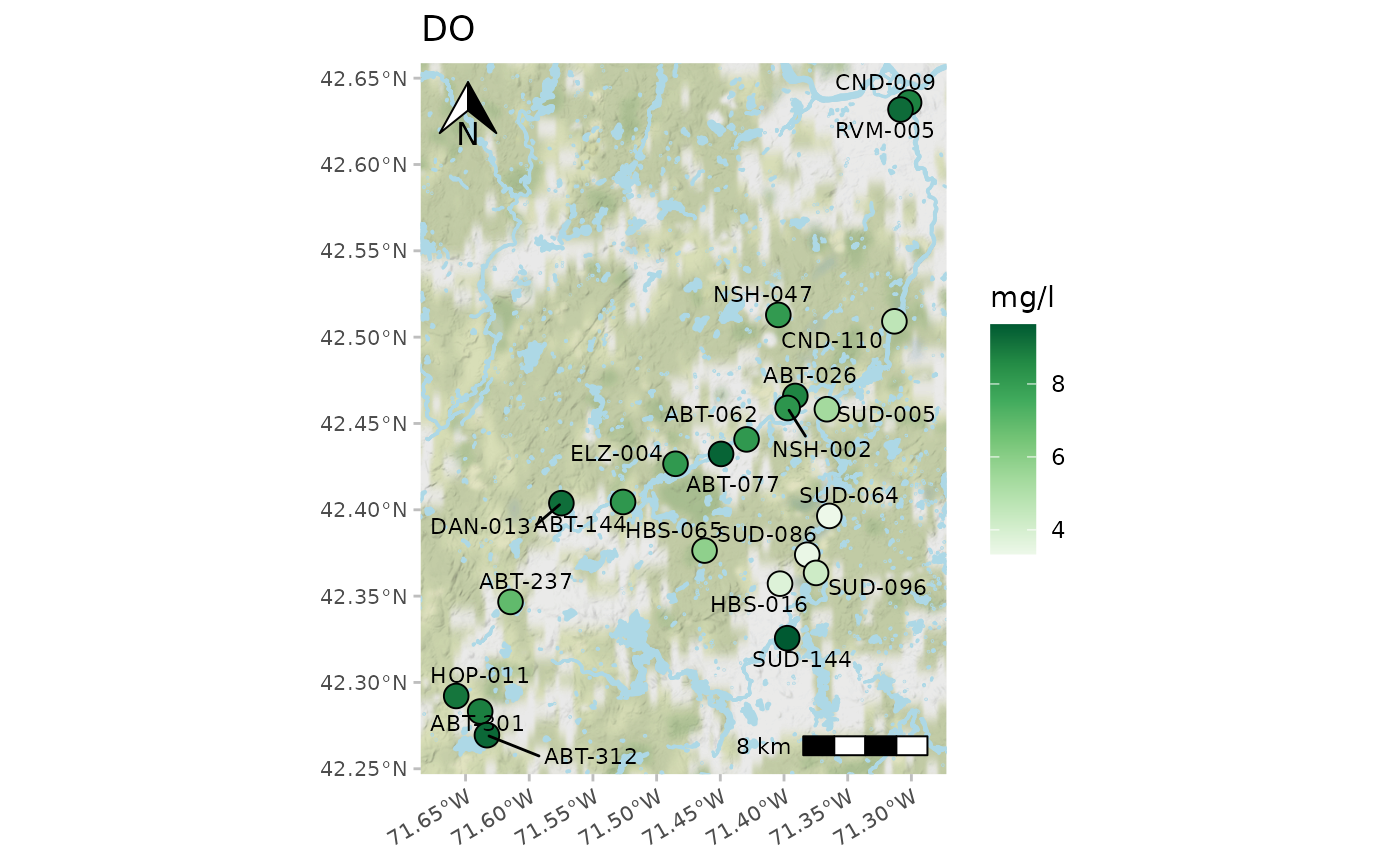 DO
42.65°N
42.60°N
42.55°N
42.50°N
42.45°N
42.40°N
42.35°N
42.30°N
42.25°N
N
CND-009
RVM-005
NSH-047
CND-110
ABT-026
ABT-062
SUD-005
NSH-002
ELZ-004
ABT-077
SUD-064
DAN-013
ABT-144
HBS-065
SUD-086
ABT-237
SUD-096
HBS-016
SUD-144
HOP-011
ABT-301
ABT-312
8 km
71.65°W
71.60°W
71.55°W
71.50°W
71.45°W
71.40°W
71.35°W
71.30°W
mg/l
8
6
4